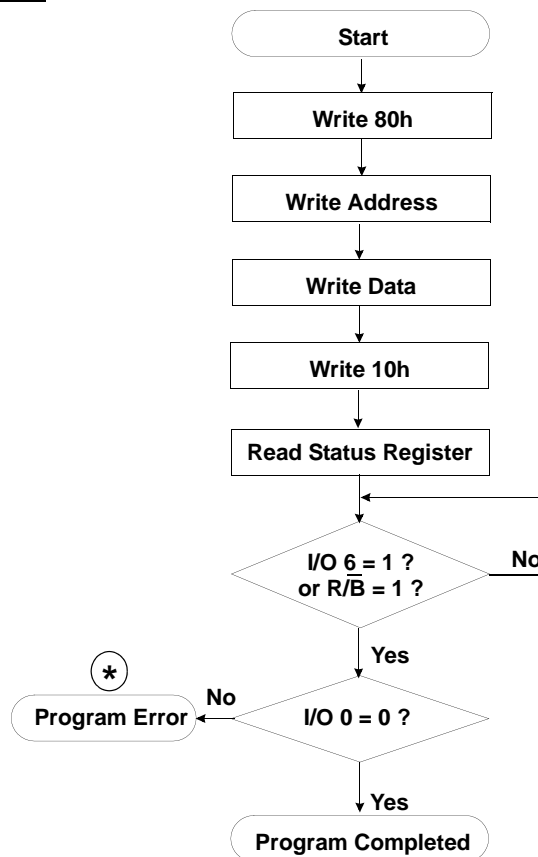 Start
Write 80h
Write Address
Write Data
Write 10h
Read Status Register
I/O 6 = 1 ?
or R/B̅ = 1 ?
No
Yes
*
No
Program Error
I/O 0 = 0 ?
Yes
Program Completed